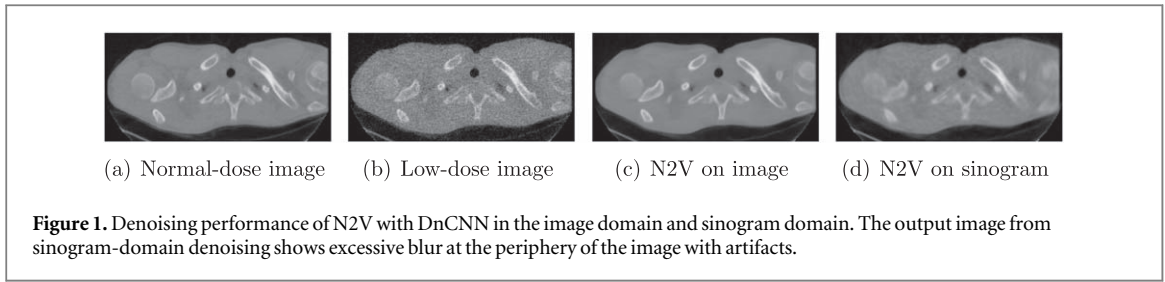 (a) Normal-dose image (b) Low-dose image (c) N2V on image (d) N2V on sinogram
Figure 1. Denoising performance of N2V with DnCNN in the image domain and sinogram domain. The output image from
sinogram-domain denoising shows excessive blur at the periphery of the image with artifacts.